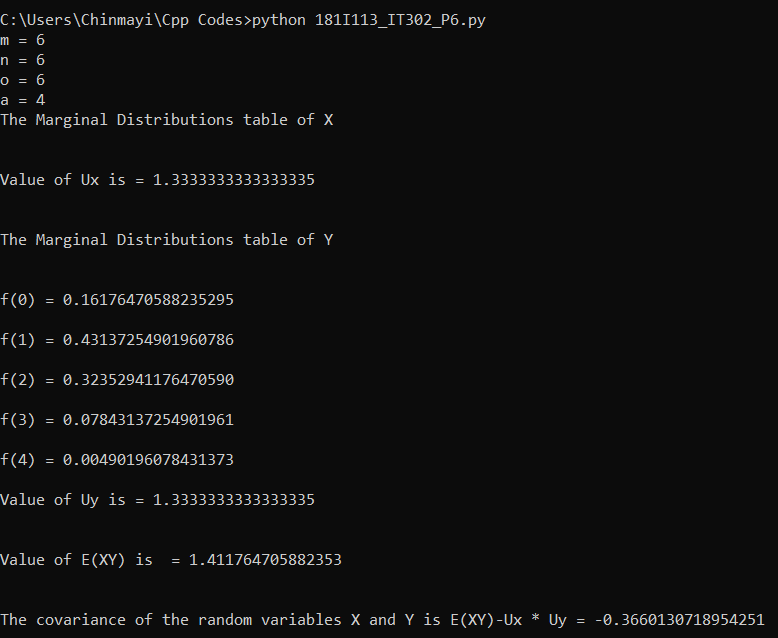 C:\Users\Chinmayi\Cpp Codes>python 181I113_IT302_P6.py
m = 6
n = 6
o = 6
a = 4
The Marginal Distributions table of X
Value of Ux is = 1.3333333333333335
The Marginal Distributions table of Y
f(0) = 0.16176470588235295
f(1) = 0.43137254901960786
f(2) = 0.32352941176470590
f(3) = 0.07843137254901961
f(4) = 0.00490196078431373
Value of Uy is = 1.3333333333333335
Value of E(XY) is  = 1.411764705882353
The covariance of the random variables X and Y is E(XY)-Ux * Uy = -0.3660130718954251